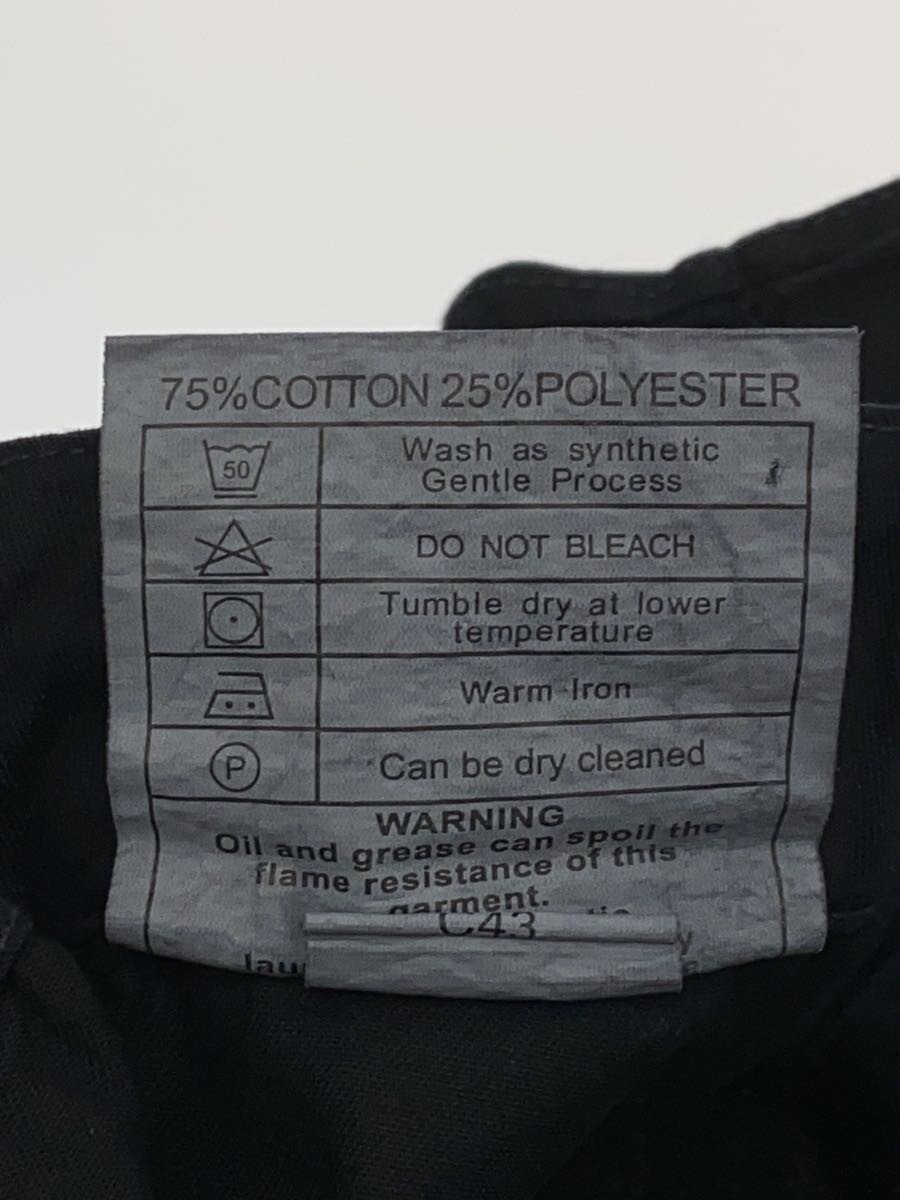 75%COTTON 25%POLYESTER
50
Wash as synthetic
Gentle Process
DO NOT BLEACH
Tumble dry at lower
temperature
Warm Iron
P
Can be dry cleaned
WARNING
Oil and grease can spoil the
flame resistance of this
garment.
C43